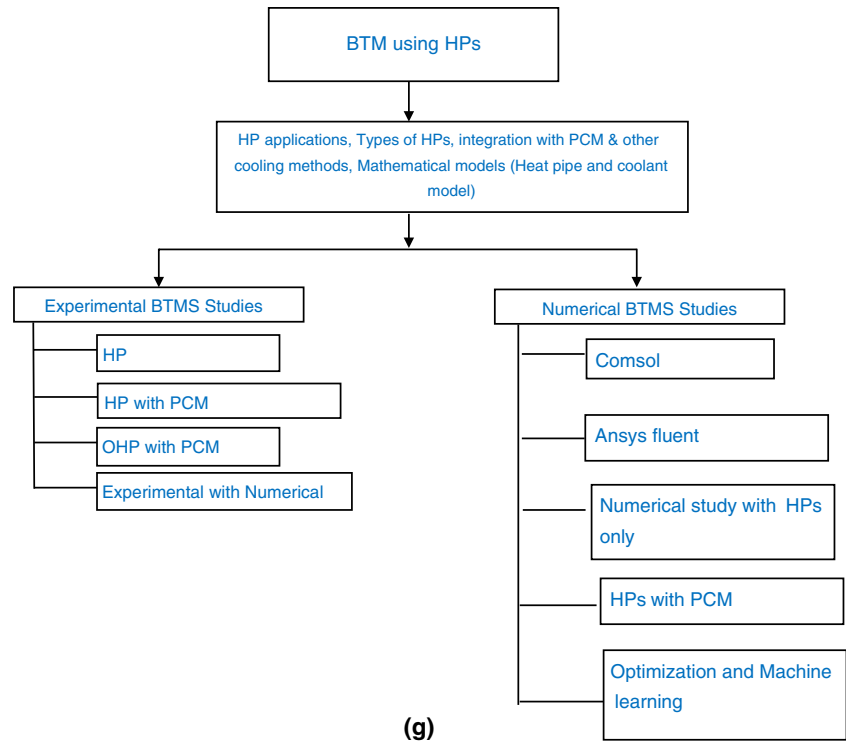 BTM using HPs
HP applications, Types of HPs, integration with PCM & other
cooling methods, Mathematical models (Heat pipe and coolant
model)
Experimental BTMS Studies
HP
HP with PCM
OHP with PCM
Experimental with Numerical
Numerical BTMS Studies
Comsol
Ansys fluent
Numerical study with HPs
only
HPs with PCM
Optimization and Machine
learning
(g)